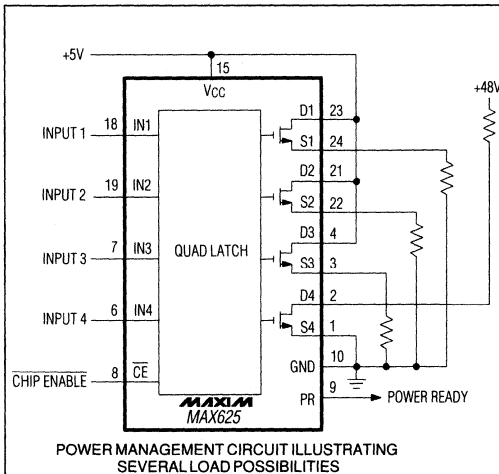 +5V
15
VCC
+48V
D1 23
INPUT 1 18 IN1
S1 24
D2 21
INPUT 2 19 IN2
S2 22
D3 4
QUAD LATCH
INPUT 3 7 IN3
S3 3
D4 2
INPUT 4 6 IN4
S4 1
GND 10
CHIP ENABLE 8 CE
MAXIM
MAX625
PR 9 POWER READY
POWER MANAGEMENT CIRCUIT ILLUSTRATING
SEVERAL LOAD POSSIBILITIES